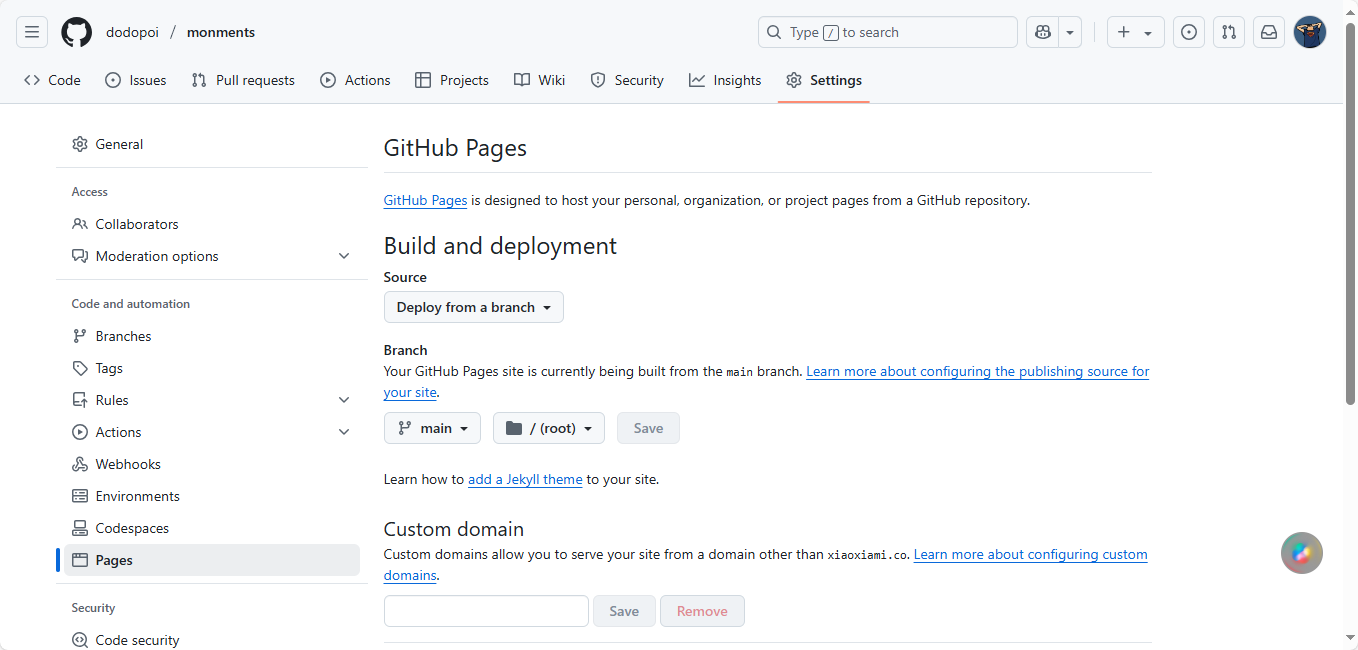 dodopoi / monments
Type / to search
Code
Issues
Pull requests
Actions
Projects
Wiki
Security
Insights
Settings
General
Access
Collaborators
Moderation options
Code and automation
Branches
Tags
Rules
Actions
Webhooks
Environments
Codespaces
Pages
Security
Code security
GitHub Pages
GitHub Pages is designed to host your personal, organization, or project pages from a GitHub repository.
Build and deployment
Source
Deploy from a branch
Branch
Your GitHub Pages site is currently being built from the main branch. Learn more about configuring the publishing source for
your site.
main
/ (root)
Save
Learn how to add a Jekyll theme to your site.
Custom domain
Custom domains allow you to serve your site from a domain other than xiaoxiami.co. Learn more about configuring custom
domains.
Save
Remove